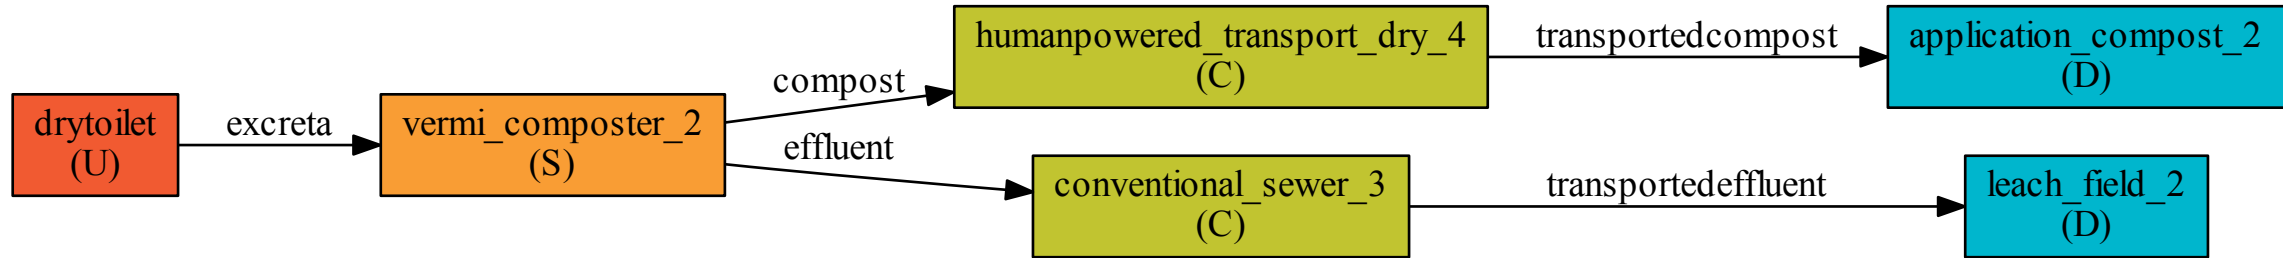 drytoilet
(U)
excreta
vermi_composter_2
(S)
compost
effluent
humanpowered_transport_dry_4
(C)
transportedcompost
application_compost_2
(D)
conventional_sewer_3
(C)
transportedeffluent
leach_field_2
(D)